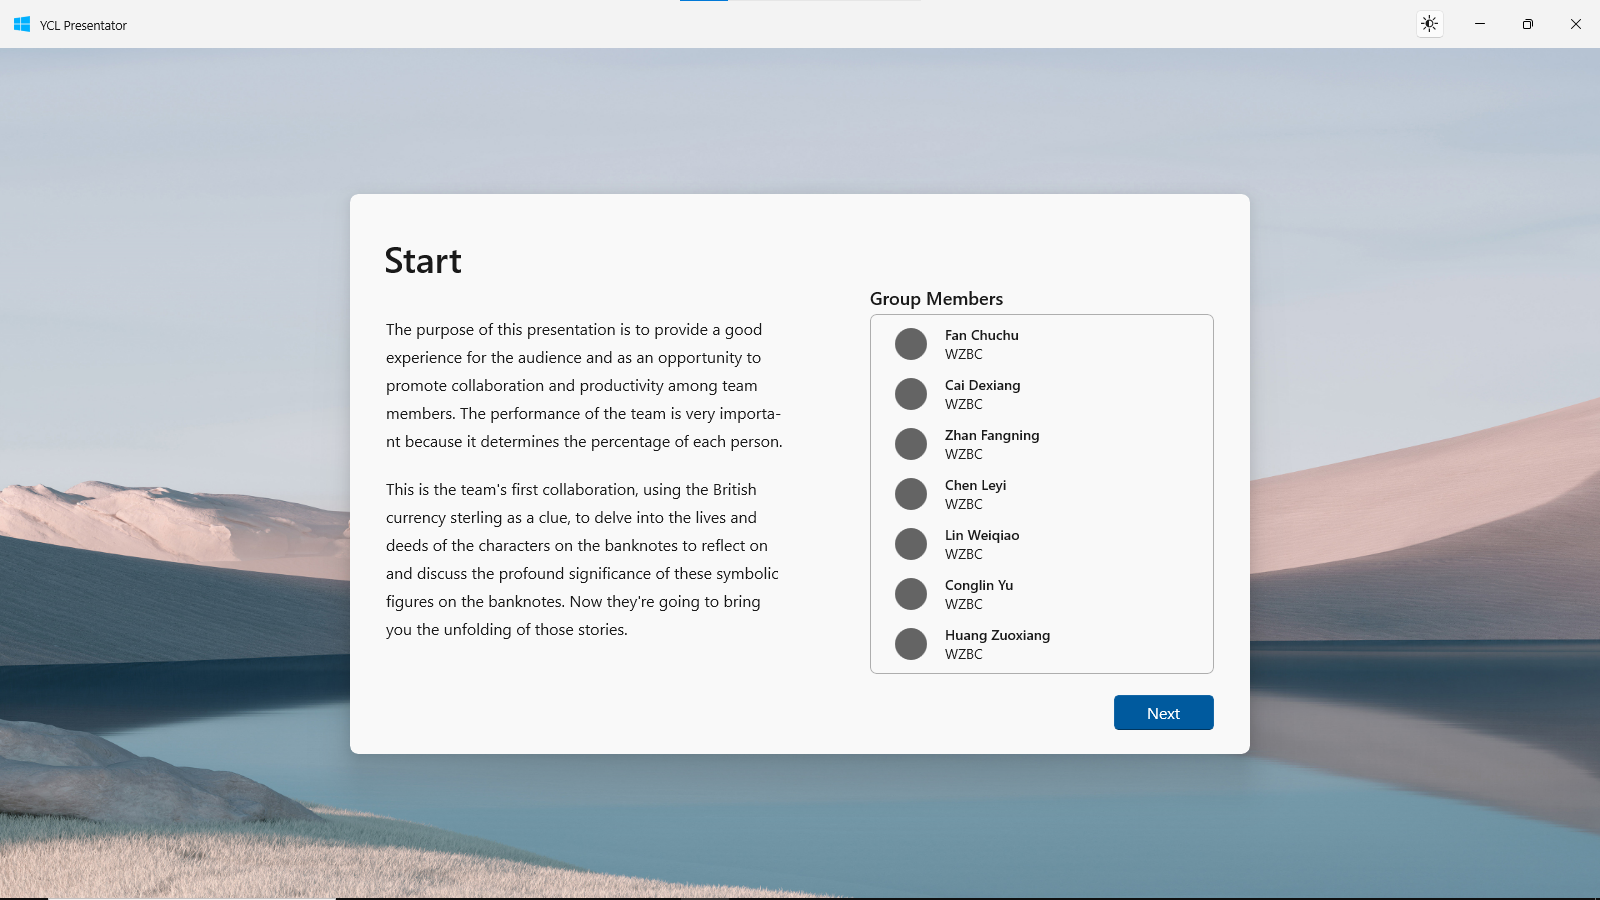 YCL Presentator
Start
The purpose of this presentation is to provide a good
experience for the audience and as an opportunity to
promote collaboration and productivity among team
members. The performance of the team is very importa-
nt because it determines the percentage of each person.
This is the team's first collaboration, using the British
currency sterling as a clue, to delve into the lives and
deeds of the characters on the banknotes to reflect on
and discuss the profound significance of these symbolic
figures on the banknotes. Now they're going to bring
you the unfolding of those stories.
Group Members
Fan Chuchu
WZBC
Cai Dexiang
WZBC
Zhan Fangning
WZBC
Chen Leyi
WZBC
Lin Weiqiao
WZBC
Conglin Yu
WZBC
Huang Zuoxiang
WZBC
Next